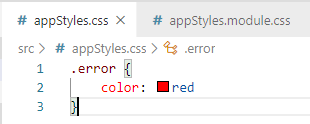 appStyles.css appStyles.module.css
src > appStyles.css > .error
1 .error {
2 color: red
3 }